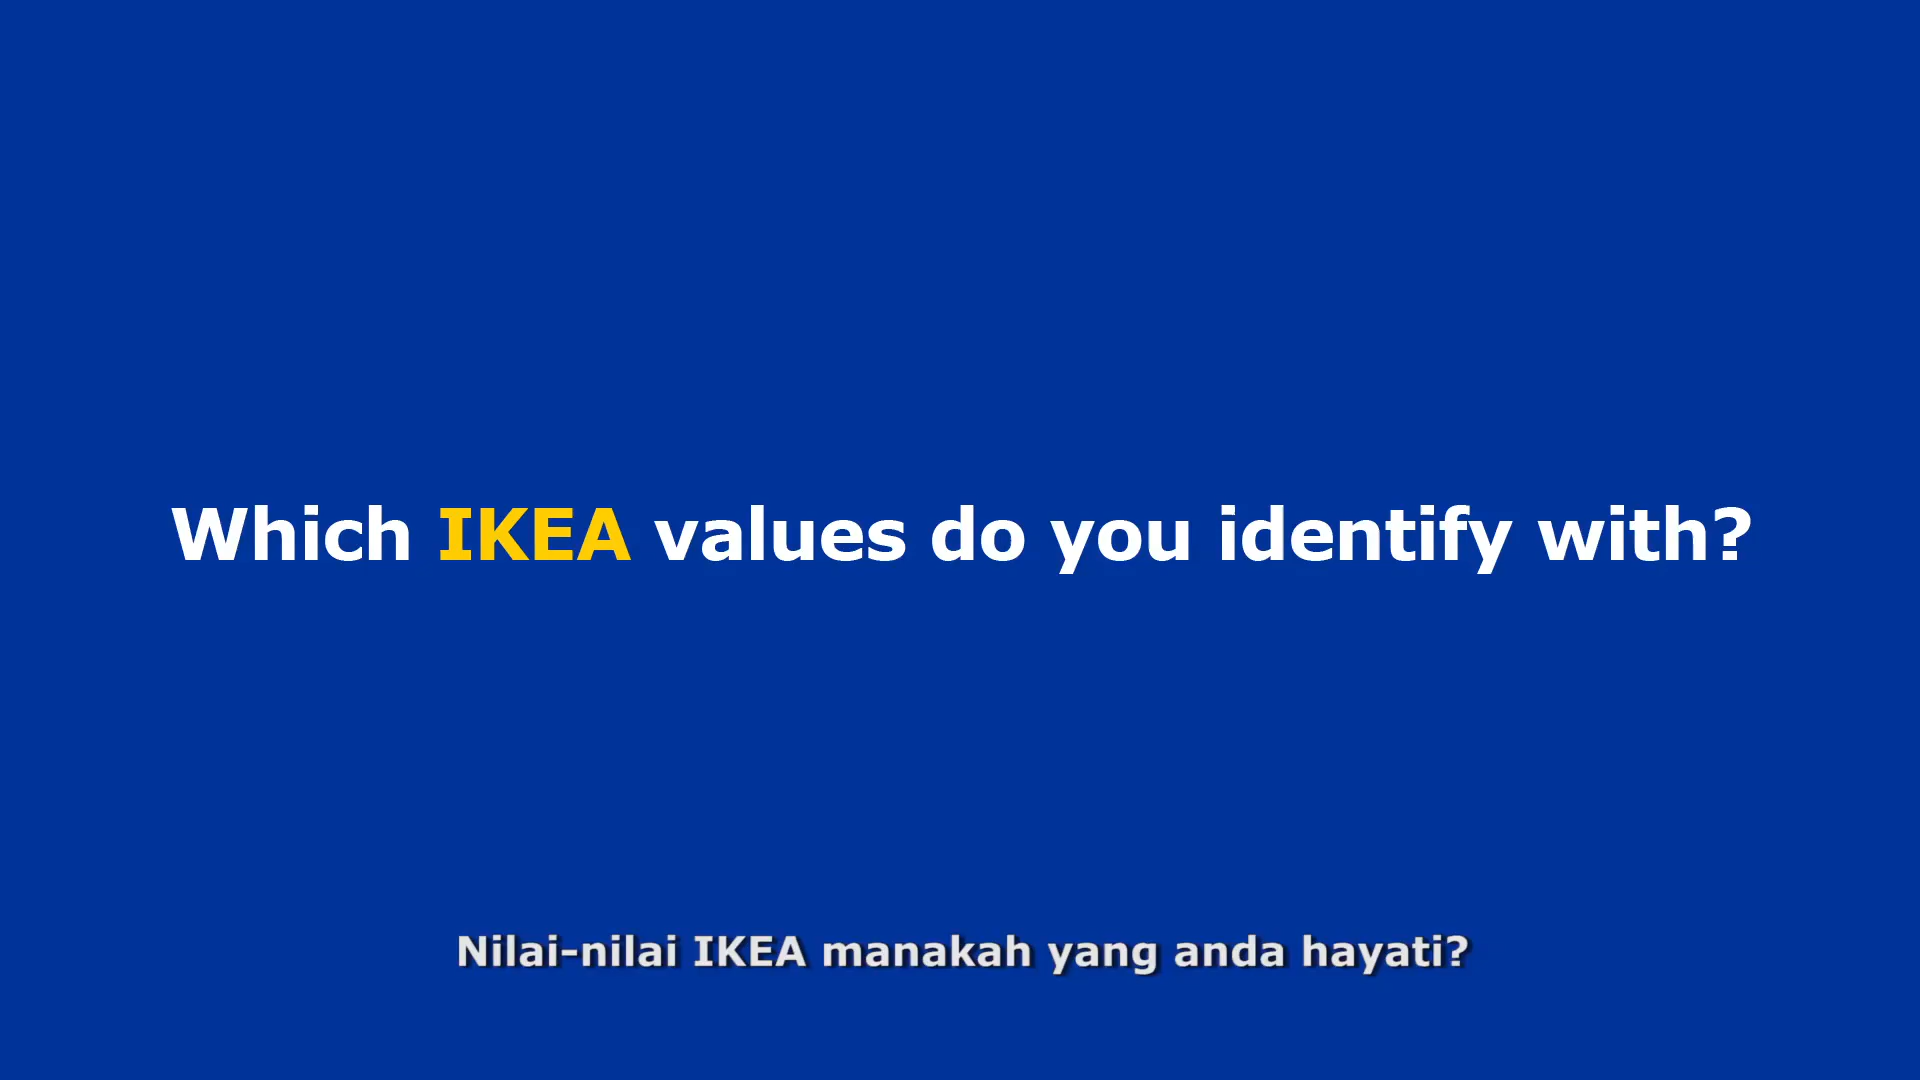 Which IKEA values do you identify with?
Nilai-nilai IKEA manakah yang anda hayati?